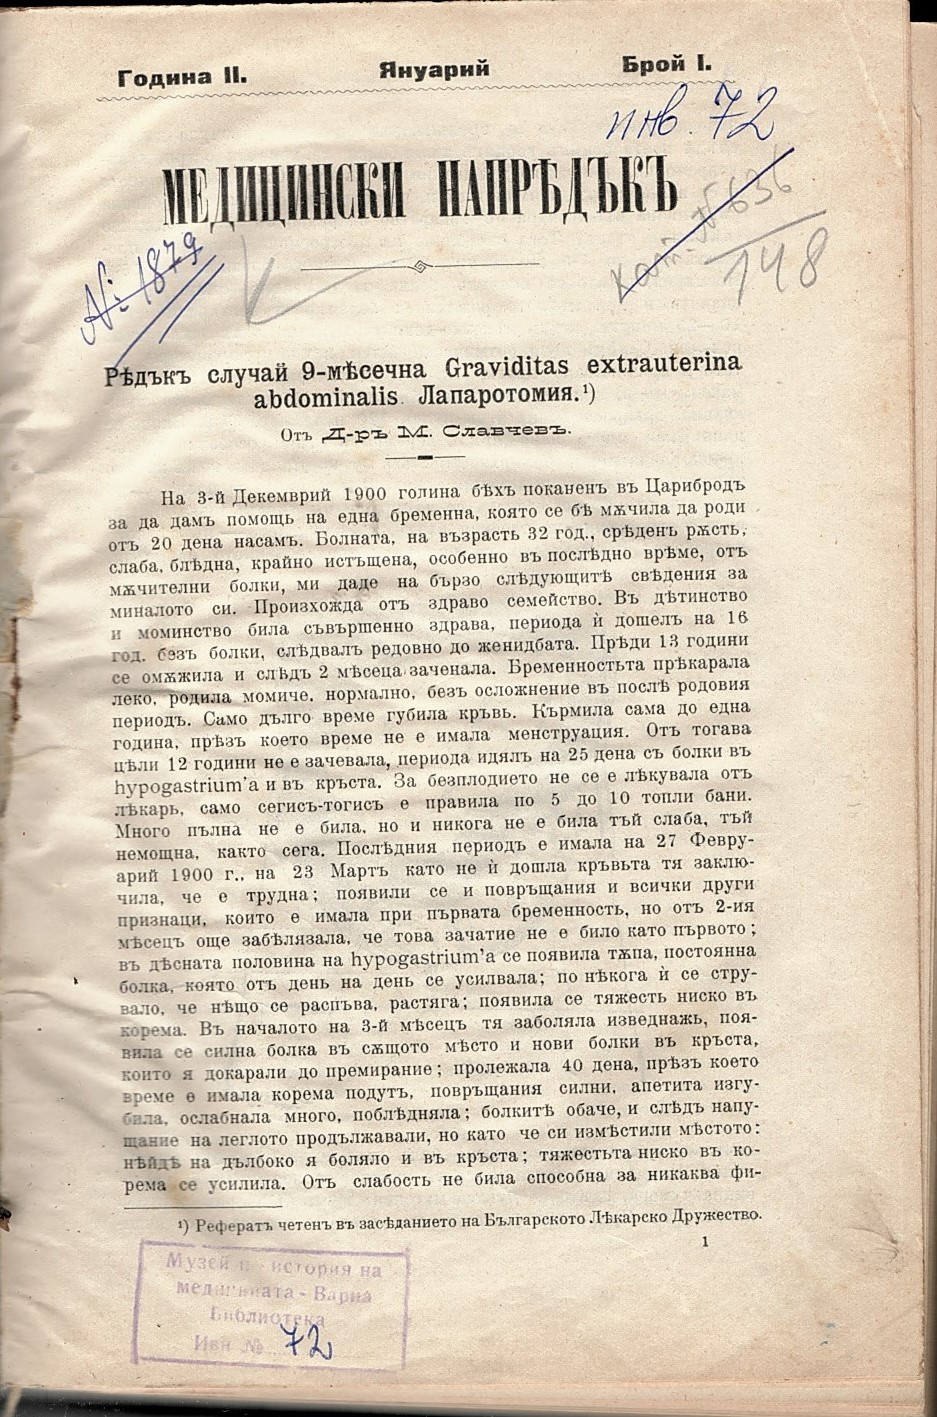 Година II. Януарий Брой I.
инв. 72
МЕДИЦИНСКИ НАПРѢДЪКЪ
кат. № 636
148
№ 1879
Рѣдъкъ случай 9-мѣсечна Graviditas extrauterina
abdominalis. Лапаротомия.¹)
Отъ Д-ръ М. Славчевъ.
На 3-й Декемврий 1900 година бѣхъ поканенъ въ Царибродъ
за да дамъ помощь на една бременна, която се бѣ мѫчила да роди
отъ 20 дена насамъ. Болната, на възрасть 32 год., срѣденъ рѫсть,
слаба, блѣдна, крайно истъщена, особенно въ послѣдно врѣме, отъ
мѫчителни болки, ми даде на бързо слѣдующитѣ свѣдения за
миналото си. Произхожда отъ здраво семейство. Въ дѣтинство
и моминство била съвършенно здрава, периода ѝ дошелъ на 16
год. безъ болки, слѣдвалъ редовно до женидбата. Прѣди 13 години
се омѫжила и слѣдъ 2 мѣсеца заченала. Бременностьта прѣкарала
леко, родила момиче, нормално, безъ осложнение въ послѣ родовия
периодъ. Само дълго време губила кръвь. Кърмила сама до една
година, прѣзъ което време не е имала менструация. Отъ тогава
цѣли 12 години не е зачевала, периода идялъ на 25 дена съ болки въ
hypogastrium’a и въ кръста. За безплодието не се е лѣкувала отъ
лѣкарь, само сегисъ-тогисъ е правила по 5 до 10 топли бани.
Много пълна не е била, но и никога не е била тъй слаба, тъй
немощна, както сега. Послѣдния периодъ е имала на 27 Февру-
арий 1900 г., на 23 Мартъ като не ѝ дошла кръвьта тя заклю-
чила, че е трудна; появили се и повръщания и всички други
признаци, които е имала при първата бременность, но отъ 2-ия
мѣсецъ още забѣлязала, че това зачатие не е било като първото;
въ дѣсната половина на hypogastrium’a се появила тѫпа, постоянна
болка, която отъ день на день се усилвала; по нѣкога ѝ се стру-
вало, че нѣщо се распъва, растяга; появила се тяжесть ниско въ
корема. Въ началото на 3-й мѣсецъ тя заболяла изведнажь, поя-
вила се силна болка въ сѫщото мѣсто и нови болки въ кръста,
които я докарали до премирание; пролежала 40 дена, прѣзъ което
време е имала корема подутъ, повръщания силни, апетита изгу-
била, ослабнала много, поблѣдняла; болкитѣ обаче, и слѣдъ напу-
щание на леглото продължавали, но като че си измѣстили мѣстото:
нѣйдѣ на дълбоко я боляло и въ кръста; тяжестьта ниско въ ко-
рема се усилила. Отъ слабость не била способна за никаква фи-
¹) Рефератъ четенъ въ засѣданието на Българското Лѣкарско Дружество.
1
Музей по история на
медицината - Варна
Библиотека
Инв № 72